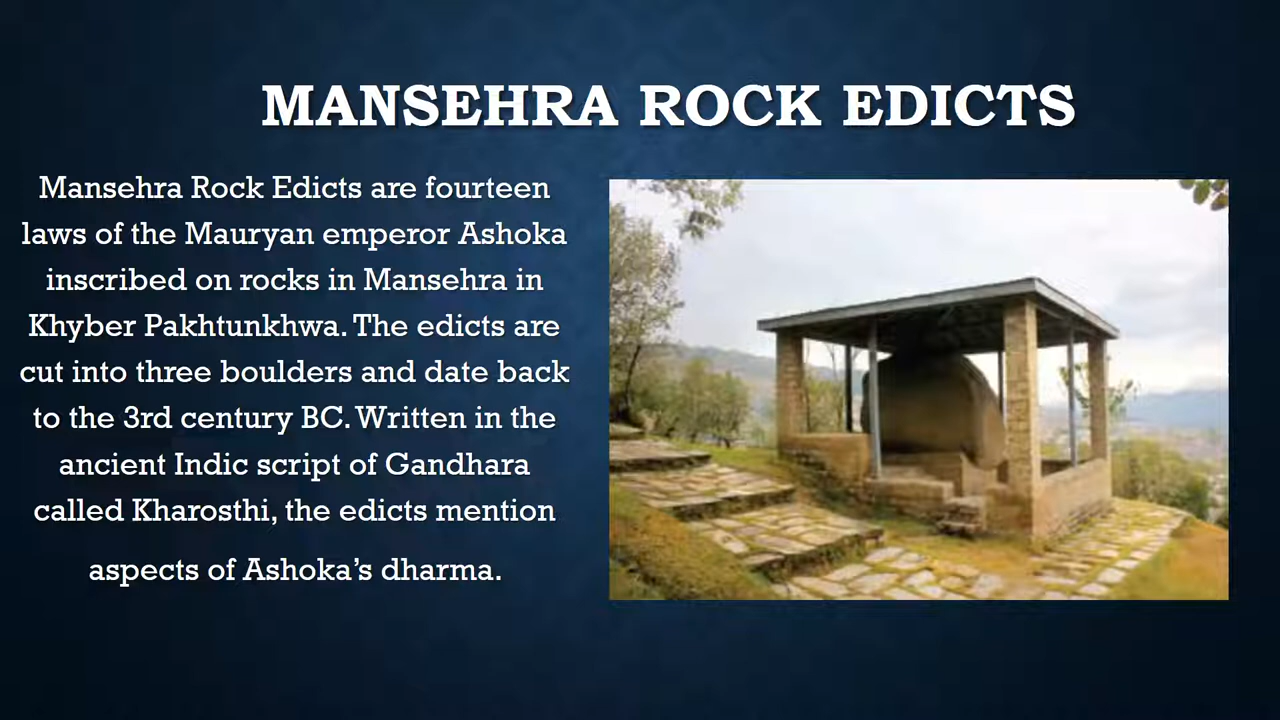 MANSEHRA ROCK EDICTS
Mansehra Rock Edicts are fourteen
laws of the Mauryan emperor Ashoka
inscribed on rocks in Mansehra in
Khyber Pakhtunkhwa. The edicts are
cut into three boulders and date back
to the 3rd century BC. Written in the
ancient Indic script of Gandhara
called Kharosthi, the edicts mention
aspects of Ashoka’s dharma.